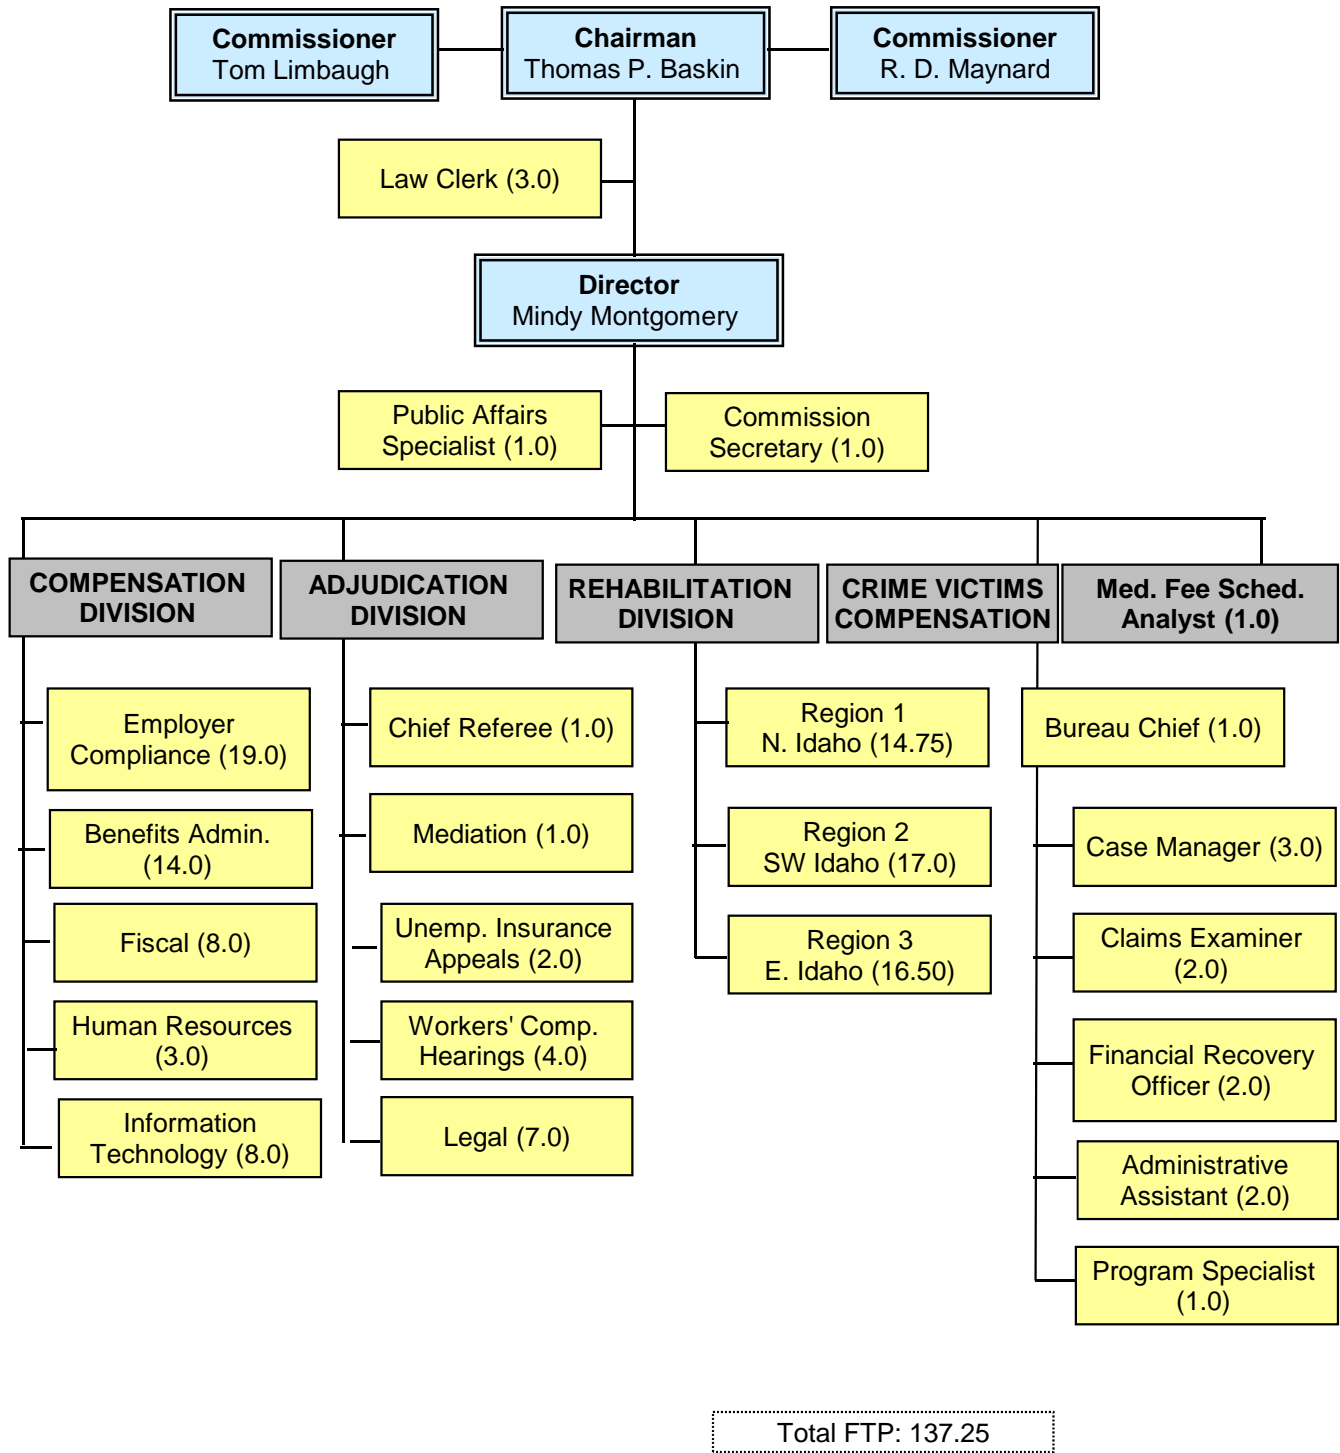 Commissioner
Tom Limbaugh
Chairman
Thomas P. Baskin
Commissioner
R. D. Maynard
Law Clerk (3.0)
Director
Mindy Montgomery
Public Affairs
Specialist (1.0)
Commission
Secretary (1.0)
COMPENSATION
DIVISION
ADJUDICATION
DIVISION
REHABILITATION
DIVISION
CRIME VICTIMS
COMPENSATION
Med. Fee Sched.
Analyst (1.0)
Employer
Compliance (19.0)
Benefits Admin.
(14.0)
Fiscal (8.0)
Human Resources
(3.0)
Information
Technology (8.0)
Chief Referee (1.0)
Mediation (1.0)
Unemp. Insurance
Appeals (2.0)
Workers' Comp.
Hearings (4.0)
Legal (7.0)
Region 1
N. Idaho (14.75)
Region 2
SW Idaho (17.0)
Region 3
E. Idaho (16.50)
Bureau Chief (1.0)
Case Manager (3.0)
Claims Examiner
(2.0)
Financial Recovery
Officer (2.0)
Administrative
Assistant (2.0)
Program Specialist
(1.0)
Total FTP: 137.25